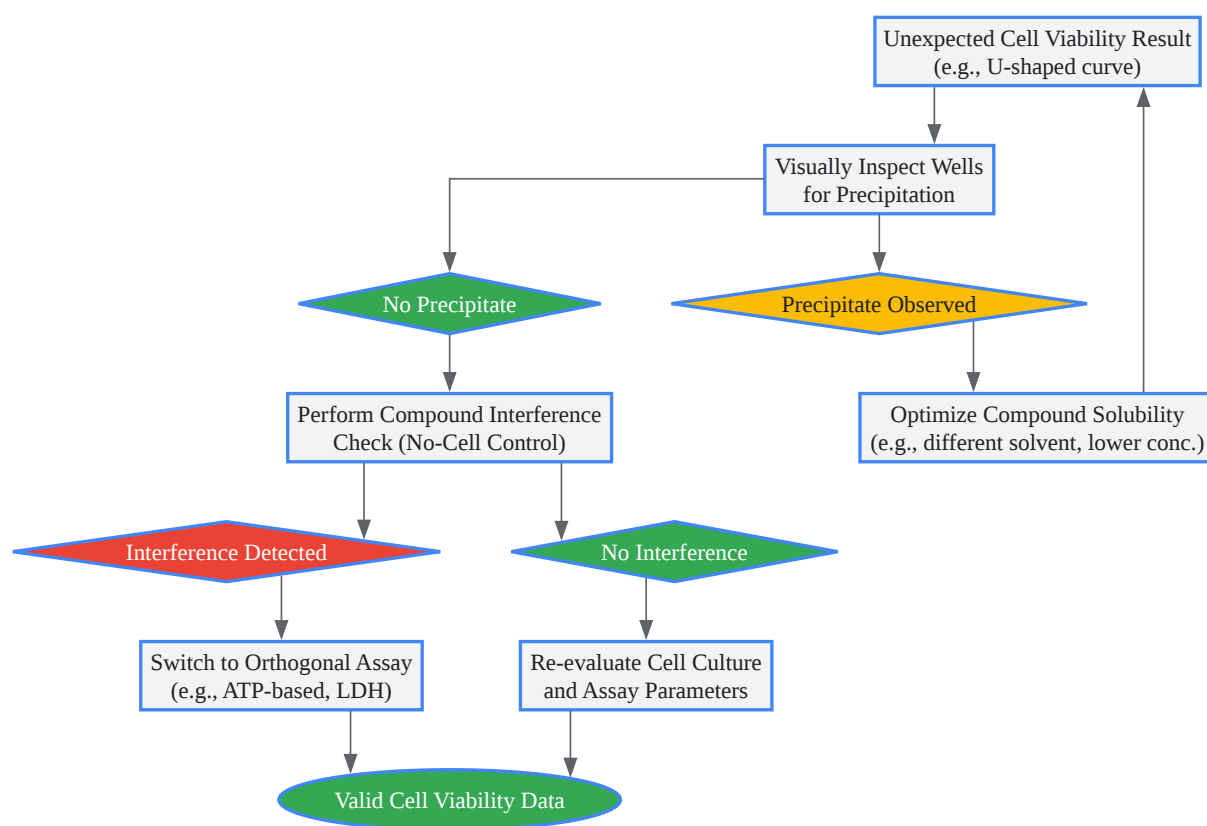 Unexpected Cell Viability Result
(e.g., U-shaped curve)
Visually Inspect Wells
for Precipitation
No Precipitate
Precipitate Observed
Perform Compound Interference
Check (No-Cell Control)
Optimize Compound Solubility
(e.g., different solvent, lower conc.)
Interference Detected
No Interference
Switch to Orthogonal Assay
(e.g., ATP-based, LDH)
Re-evaluate Cell Culture
and Assay Parameters
Valid Cell Viability Data